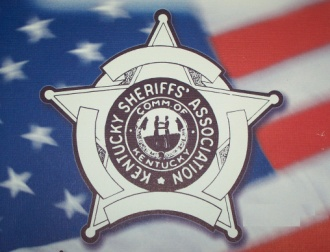 KENTUCKY SHERIFFS' ASSOCIATION
COMM. OF
KENTUCKY